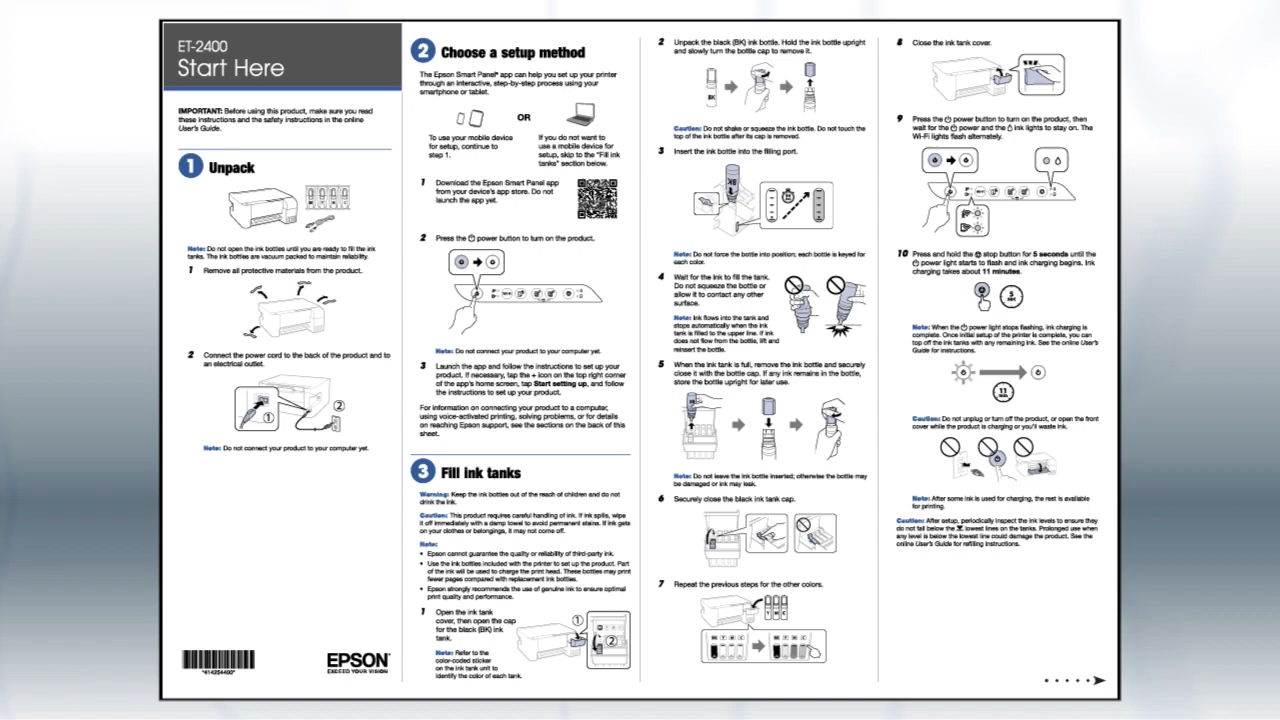 ET-2400
Start Here
IMPORTANT: Before using this product, make sure you read
these instructions and the safety instructions in the online
User's Guide.
1 Unpack
Note: Do not open the ink bottles until you are ready to fill the ink
tanks. The ink bottles are vacuum packed to maintain reliability.
1 Remove all protective materials from the product.
2 Connect the power cord to the back of the product and to
an electrical outlet.
1
2
Note: Do not connect your product to your computer yet.
*414254400*
EPSON
EXCEED YOUR VISION
2 Choose a setup method
The Epson Smart Panel® app can help you set up your printer
through an interactive, step-by-step process using your
smartphone or tablet.
OR
To use your mobile device
for setup, continue to
step 1.
If you do not want to
use a mobile device for
setup, skip to the "Fill ink
tanks" section below.
1 Download the Epson Smart Panel app
from your device's app store. Do not
launch the app yet.
2 Press the power button to turn on the product.
Note: Do not connect your product to your computer yet.
3 Launch the app and follow the instructions to set up your
product. If necessary, tap the + icon on the top right corner
of the app's home screen, tap Start setting up, and follow
the instructions to set up your product.
For information on connecting your product to a computer,
using voice-activated printing, solving problems, or for details
on reaching Epson support, see the sections on the back of this
sheet.
3 Fill ink tanks
Warning: Keep the ink bottles out of the reach of children and do not
drink the ink.
Caution: This product requires careful handling of ink. If ink spills, wipe
it off immediately with a damp towel to avoid permanent stains. If ink gets
on your clothes or belongings, it may not come off.
Note:
• Epson cannot guarantee the quality or reliability of third-party ink.
• Use the ink bottles included with the printer to set up the product. Part
of the ink will be used to charge the print head. These bottles may print
fewer pages compared with replacement ink bottles.
• Epson strongly recommends the use of genuine ink to ensure optimal
print quality and performance.
1 Open the ink tank
cover, then open the cap
for the black (BK) ink
tank.
Note: Refer to the
color-coded sticker
on the ink tank unit to
identify the color of each tank.
1
2
2 Unpack the black (BK) ink bottle. Hold the ink bottle upright
and slowly turn the bottle cap to remove it.
BK
Caution: Do not shake or squeeze the ink bottle. Do not touch the
top of the ink bottle after its cap is removed.
3 Insert the ink bottle into the filling port.
BK
Note: Do not force the bottle into position; each bottle is keyed for
each color.
4 Wait for the ink to fill the tank.
Do not squeeze the bottle or
allow it to contact any other
surface.
Note: Ink flows into the tank and
stops automatically when the ink
tank is filled to the upper line. If ink
does not flow from the bottle, lift and
reinsert the bottle.
5 When the ink tank is full, remove the ink bottle and securely
close it with the bottle cap. If any ink remains in the bottle,
store the bottle upright for later use.
Note: Do not leave the ink bottle inserted; otherwise the bottle may
be damaged or ink may leak.
6 Securely close the black ink tank cap.
7 Repeat the previous steps for the other colors.
Y M C
BK Y M C
BK Y M C
8 Close the ink tank cover.
9 Press the power button to turn on the product, then
wait for the power and the ink lights to stay on. The
Wi-Fi lights flash alternately.
10 Press and hold the stop button for 5 seconds until the
power light starts to flash and ink charging begins. Ink
charging takes about 11 minutes.
5
sec
Note: When the power light stops flashing, ink charging is
complete. Once initial setup of the printer is complete, you can
top off the ink tanks with any remaining ink. See the online User's
Guide for instructions.
11
min
Caution: Do not unplug or turn off the product, or open the front
cover while the product is charging or you'll waste ink.
Note: After some ink is used for charging, the rest is available
for printing.
Caution: After setup, periodically inspect the ink levels to ensure they
do not fall below the lowest lines on the tanks. Prolonged use when
any level is below the lowest line could damage the product. See the
online User's Guide for refilling instructions.